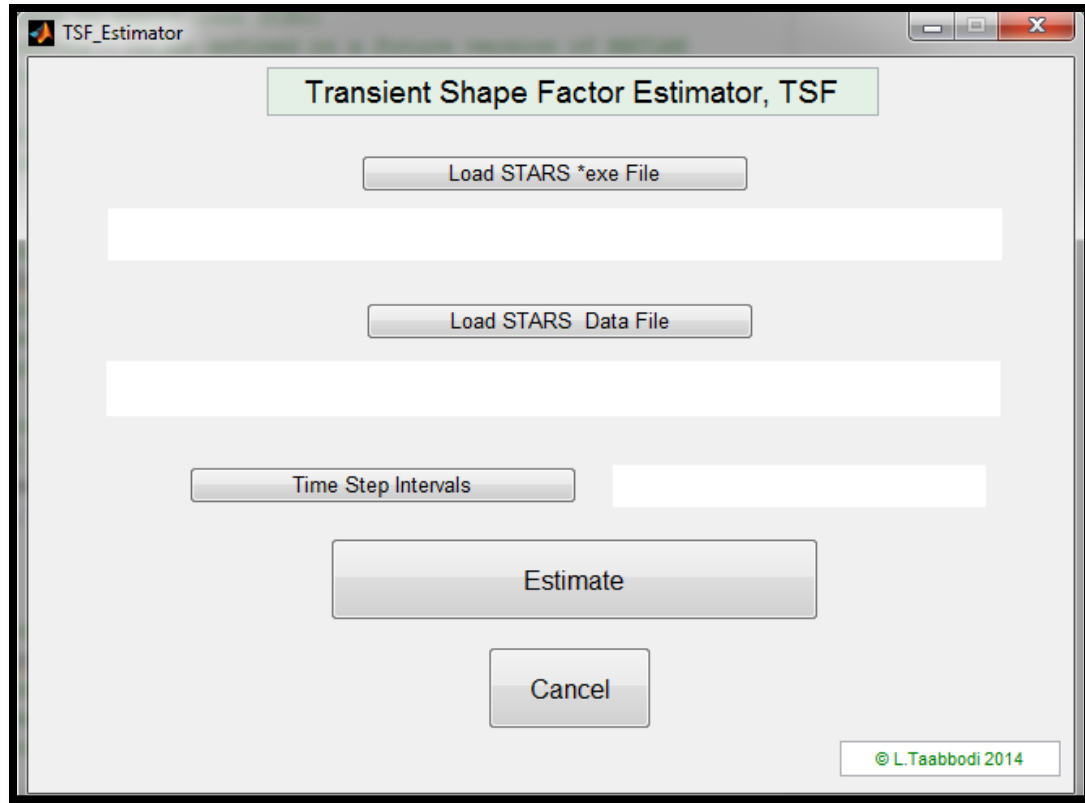 TSF_Estimator
Transient Shape Factor Estimator, TSF
Load STARS *exe File
Load STARS  Data File
Time Step Intervals
Estimate
Cancel
© L.Taabbodi 2014